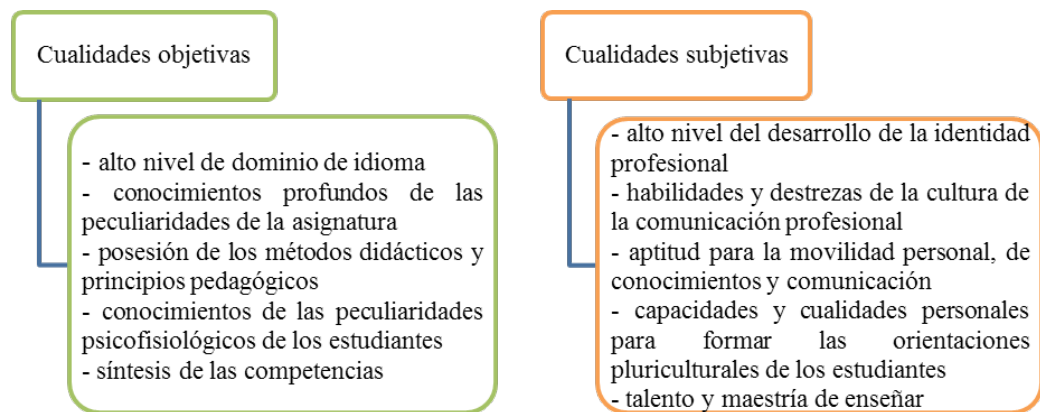 Cualidades objetivas
- alto nivel de dominio de idioma
- conocimientos profundos de las
peculiaridades de la asignatura
- posesión de los métodos didácticos y
principios pedagógicos
- conocimientos de las peculiaridades
psicofisiológicos de los estudiantes
- síntesis de las competencias
Cualidades subjetivas
- alto nivel del desarrollo de la identidad
profesional
- habilidades y destrezas de la cultura de
la comunicación profesional
- aptitud para la movilidad personal, de
conocimientos y comunicación
- capacidades y cualidades personales
para formar las orientaciones
pluriculturales de los estudiantes
- talento y maestría de enseñar